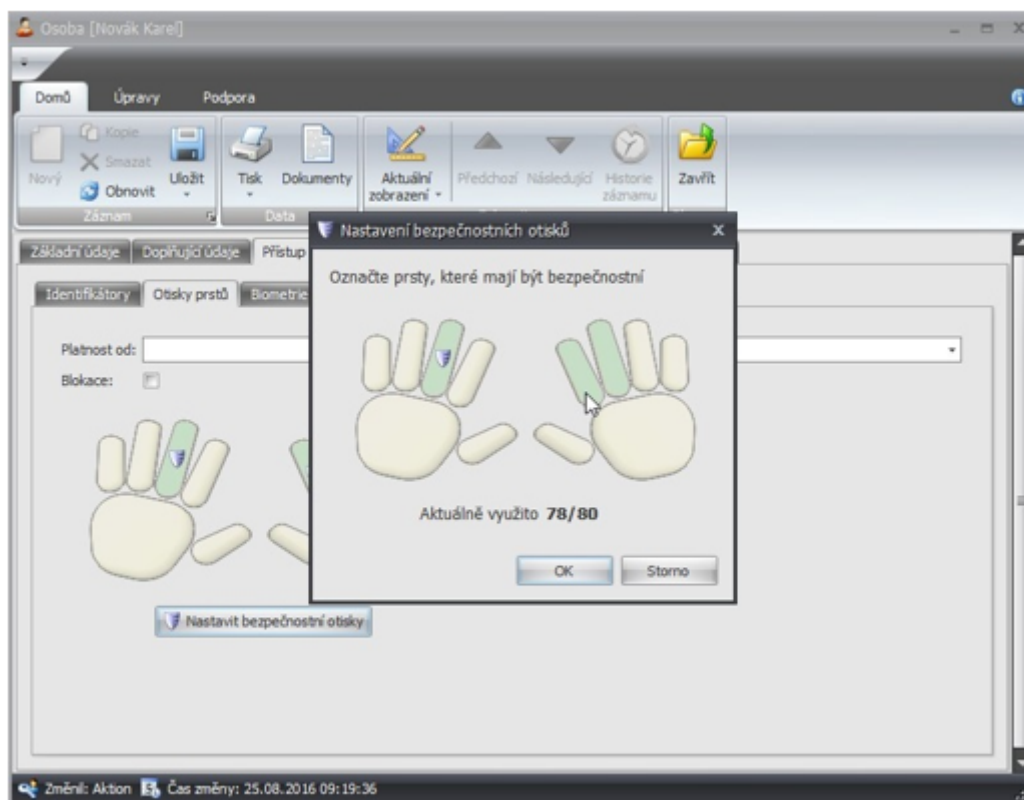 Osoba [Novák Karel]
Domů Úpravy Podpora
Nový Kopie Smazat Obnovit Uložit Tisk Dokumenty Aktuální zobrazení Předchozí Následující Historie záznamu Zavřít
Záznam Data
Základní údaje Doplňující údaje Přístup
Identifikátory Otisky prstů Biometrie
Platnost od:
Blokace:
Nastavit bezpečnostní otisky
Nastavení bezpečnostních otisků
Označte prsty, které mají být bezpečnostní
Aktuálně využito 78/80
OK Storno
Změnil: Aktion Čas změny: 25.08.2016 09:19:36